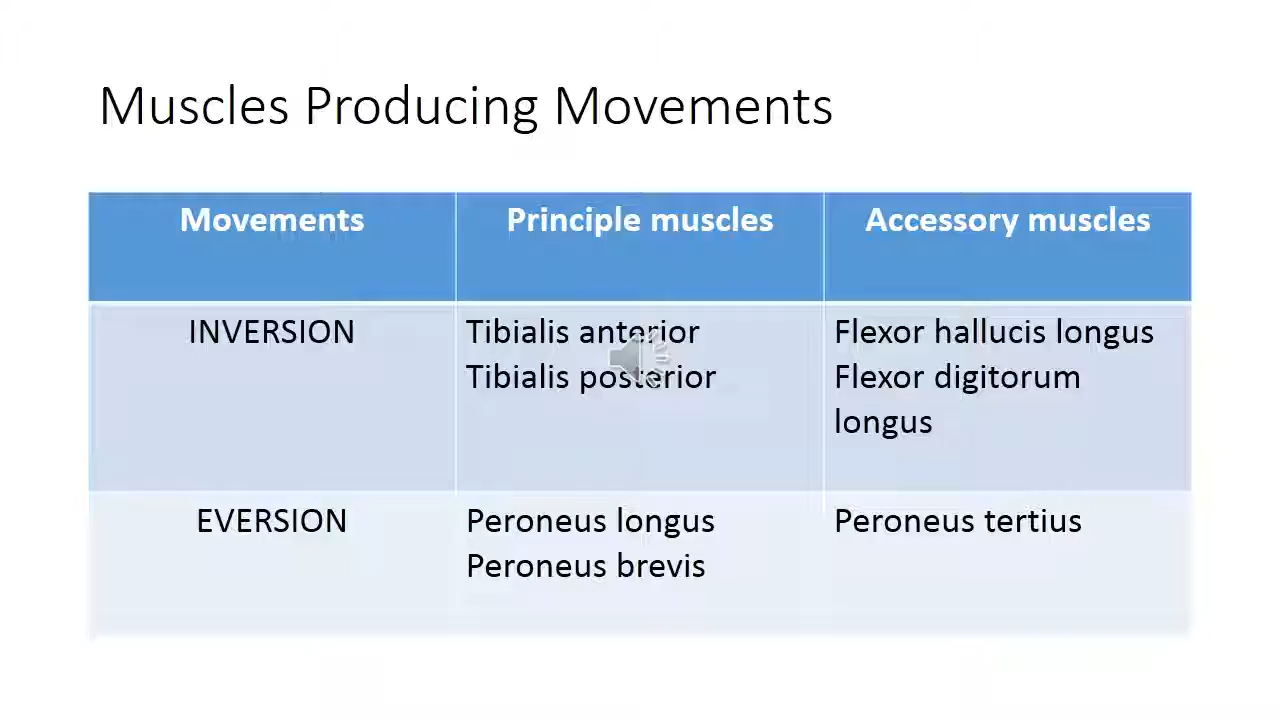 Muscles Producing Movements
Movements
Principle muscles
Accessory muscles
INVERSION
Tibialis anterior
Tibialis posterior
Flexor hallucis longus
Flexor digitorum
longus
EVERSION
Peroneus longus
Peroneus brevis
Peroneus tertius